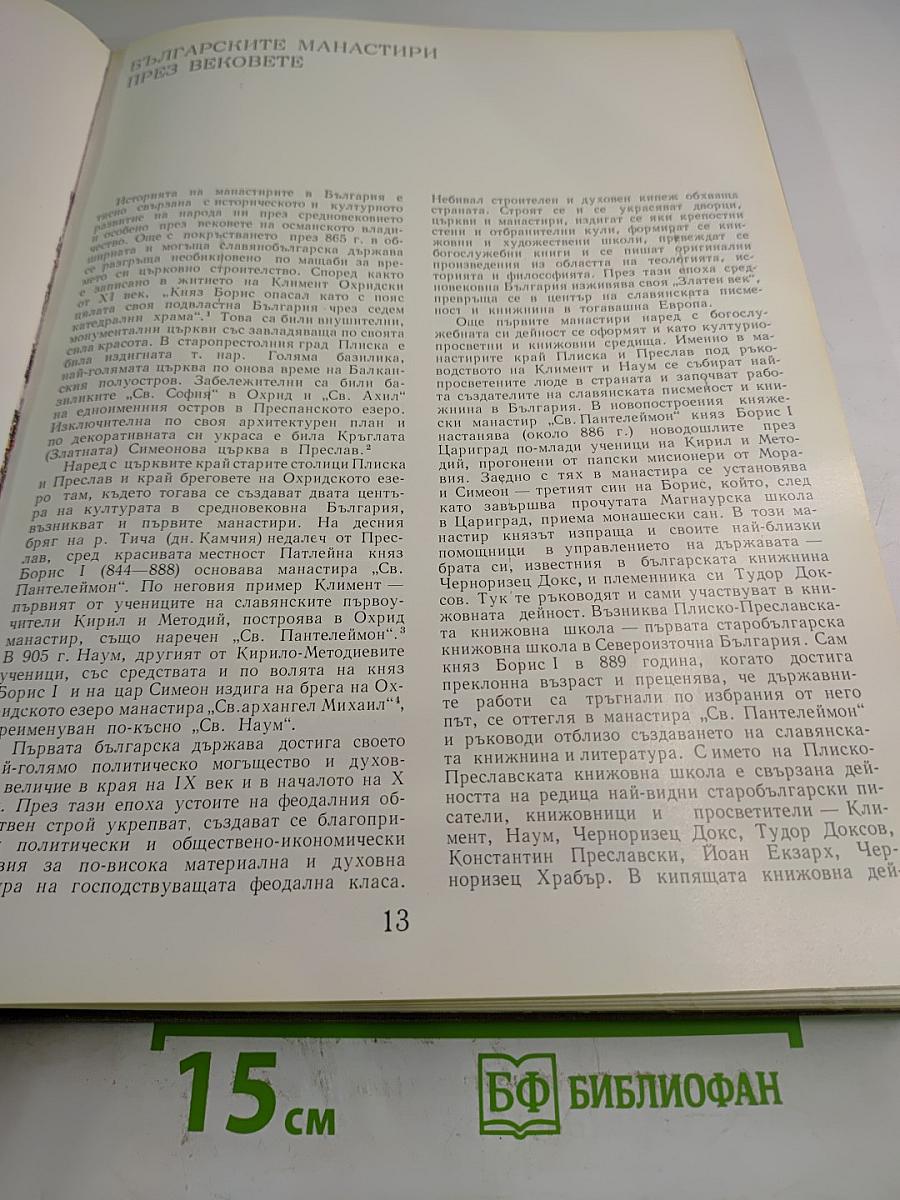 БЪЛГАРСКИТЕ МАНАСТИРИ
ПРЕЗ ВЕКОВЕТЕ
Историята на манастирите в България е
тясно свързана с историческото и културното
развитие на народа ни през средновековието
и особено през вековете на османското влади-
чество. Още с покръстването през 865 г. в об-
ширната и могъща славянобългарска държава
се разгръща необикновено по мащаби за вре-
мето си църковно строителство. Според както
е записано в житието на Климент Охридски
от XI век, „Княз Борис опасал като с пояс
цялата своя подвластна България чрез седем
катедрални храма“.¹ Това са били внушителни,
монументални църкви със завладяваща по своята
сила красота. В старопрестолния град Плиска е
била издигната т. нар. Голяма базилика,
най-голямата църква по онова време на Балкан-
ския полуостров. Забележителни са били ба-
зиликите „Св. София“ в Охрид и „Св. Ахил“
на едноименния остров в Преспанското езеро.
Изключителна по своя архитектурен план и
по декоративната си украса е била Кръглата
(Златната) Симеонова църква в Преслав.²
Наред с църквите край старите столици Плиска
и Преслав и край бреговете на Охридското езе-
ро там, където тогава се създават двата центъ-
ра на културата в средновековна България,
възникват и първите манастири. На десния
бряг на р. Тича (дн. Камчия) недалеч от Прес-
лав, сред красивата местност Патлейна княз
Борис I (844—888) основава манастира „Св.
Пантелеймон“. По неговия пример Климент —
първият от учениците на славянските първоу-
чители Кирил и Методий, построява в Охрид
манастир, също наречен „Св. Пантелеймон“.³
В 905 г. Наум, другият от Кирило-Методиевите
ученици, със средствата и по волята на княз
Борис I и на цар Симеон издига на брега на Ох-
ридското езеро манастира „Св.архангел Михаил“⁴,
реименуван по-късно „Св. Наум“.
Първата българска държава достига своето
й-голямо политическо могъщество и духов-
величие в края на IX век и в началото на X
. През тази епоха устоите на феодалния об-
твен строй укрепват, създават се благопри-
политически и обществено-икономически
вия за по-висока материална и духовна
ура на господствуващата феодална класа.
Небивал строителен и духовен кипеж обхваща
страната. Строят се и се украсяват дворци,
църкви и манастири, издигат се яки крепостни
стени и отбранителни кули, формират се кни-
жовни и художествени школи, превеждат се
богослужебни книги и се пишат оригинални
произведения из областта на теологията, ис-
торията и философията. През тази епоха сред-
новековна България изживява своя „Златен век“,
превръща се в център на славянската писме-
ност и книжнина в тогавашна Европа.
Още първите манастири наред с богослу-
жебната си дейност се оформят и като културно-
просветни и книжовни средища. Именно в ма-
настирите край Плиска и Преслав под ръко-
водството на Климент и Наум се събират най-
просветените люде в страната и започват рабо-
та създателите на славянската писменост и кни-
жнина в България. В новопостроения княже-
ски манастир „Св. Пантелеймон“ княз Борис I
настанява (около 886 г.) новодошлите през
Цариград по-млади ученици на Кирил и Мето-
дий, прогонени от папски мисионери от Мора-
вия. Заедно с тях в манастира се установява
и Симеон — третият син на Борис, който, след
като завършва прочутата Магнаурска школа
в Цариград, приема монашески сан. В този ма-
настир князът изпраща и своите най-близки
помощници в управлението на държавата —
брата си, известния в българската книжнина
Черноризец Докс, и племенника си Тудор Док-
сов. Тук те ръководят и сами участвуват в кни-
жовната дейност. Възниква Плиско-Преславска-
та книжовна школа — първата старобългарска
книжовна школа в Североизточна България. Сам
княз Борис I в 889 година, когато достига
преклонна възраст и преценява, че държавни-
те работи са тръгнали по избрания от него
път, се оттегля в манастира „Св. Пантелеймон“
и ръководи отблизо създаването на славянска-
та книжнина и литература. С името на Плиско-
Преславската книжовна школа е свързана дей-
ността на редица най-видни старобългарски пи-
сатели, книжовници и просветители — Кли-
мент, Наум, Черноризец Докс, Тудор Доксов,
Константин Преславски, Йоан Екзарх, Чер-
норизец Храбър. В кипящата книжовна дей-
13
15 см
БФ БИБЛИОФАН